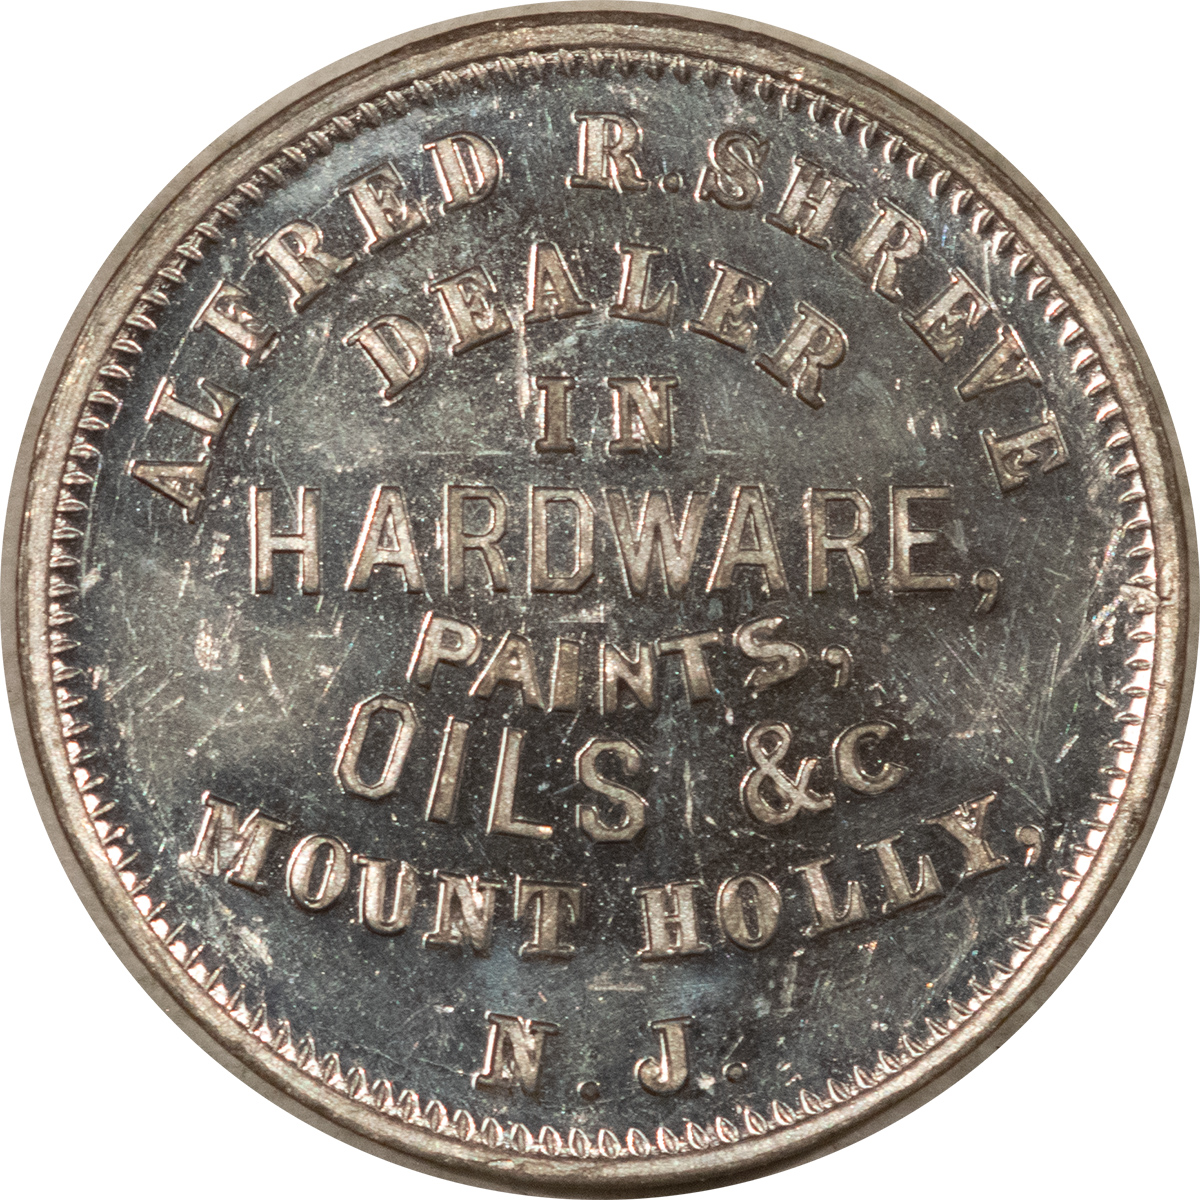 ALFRED R. SHREVE
DEALER
IN
HARDWARE,
PAINTS,
OILS &C
MOUNT HOLLY,
N. J.